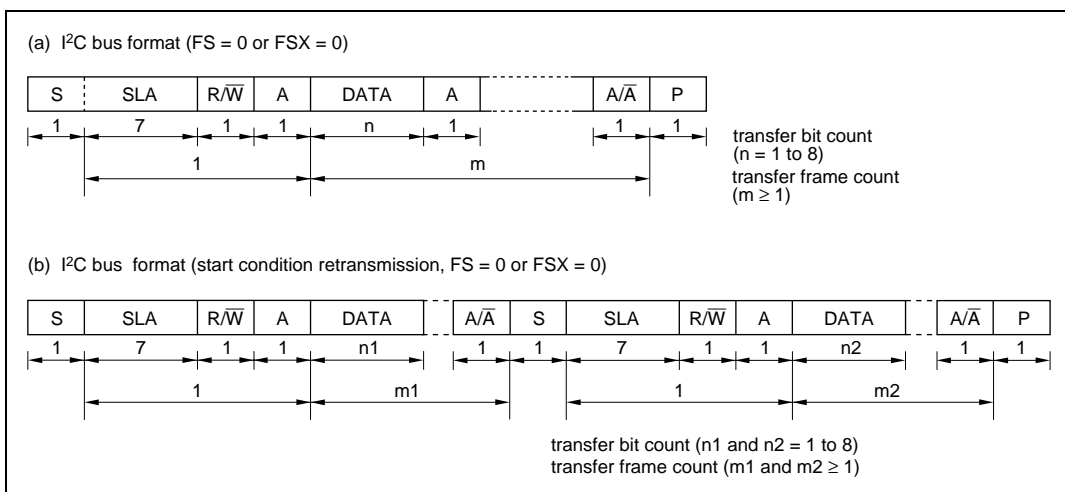 (a) I²C bus format (FS = 0 or FSX = 0)
S SLA R/W̅ A DATA A A/A̅ P
1 7 1 1 n 1 1 1
transfer bit count
(n = 1 to 8)
1 m
transfer frame count
(m ≥ 1)
(b) I²C bus format (start condition retransmission, FS = 0 or FSX = 0)
S SLA R/W̅ A DATA A/A̅ S SLA R/W̅ A DATA A/A̅ P
1 7 1 1 n1 1 1 7 1 1 n2 1 1
1 m1 1 m2
transfer bit count (n1 and n2 = 1 to 8)
transfer frame count (m1 and m2 ≥ 1)